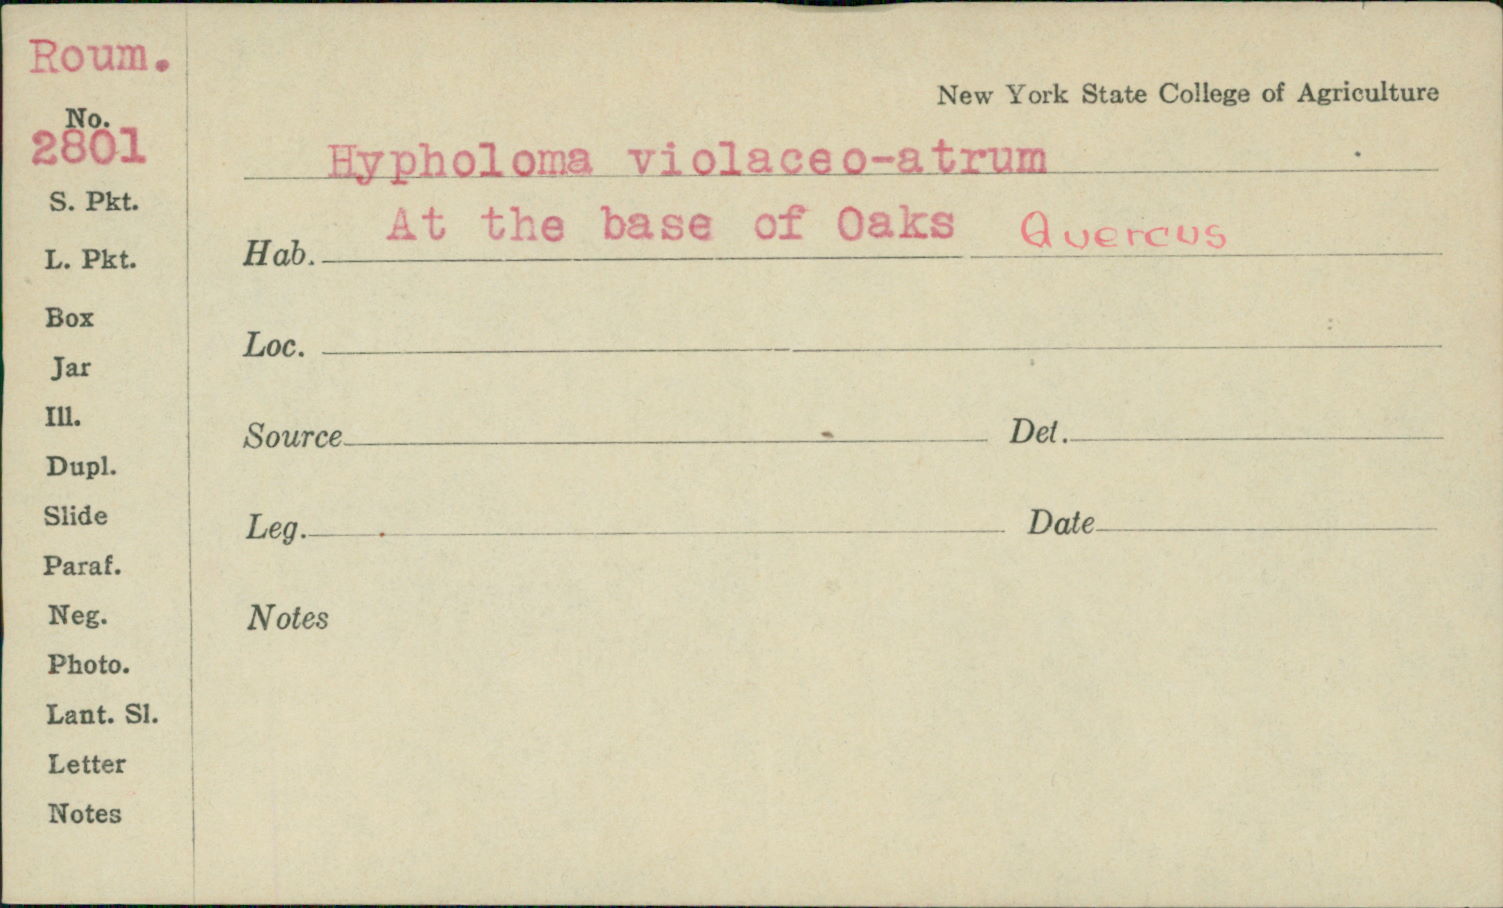 Roum.
New York State College of Agriculture
No.
2801
Hypholoma violaceo-atrum
S. Pkt.
Hab. At the base of Oaks Quercus
L. Pkt.
Box
Loc.
Jar
Ill.
Source Det.
Dupl.
Slide
Leg. Date
Paraf.
Neg.
Notes
Photo.
Lant. Sl.
Letter
Notes